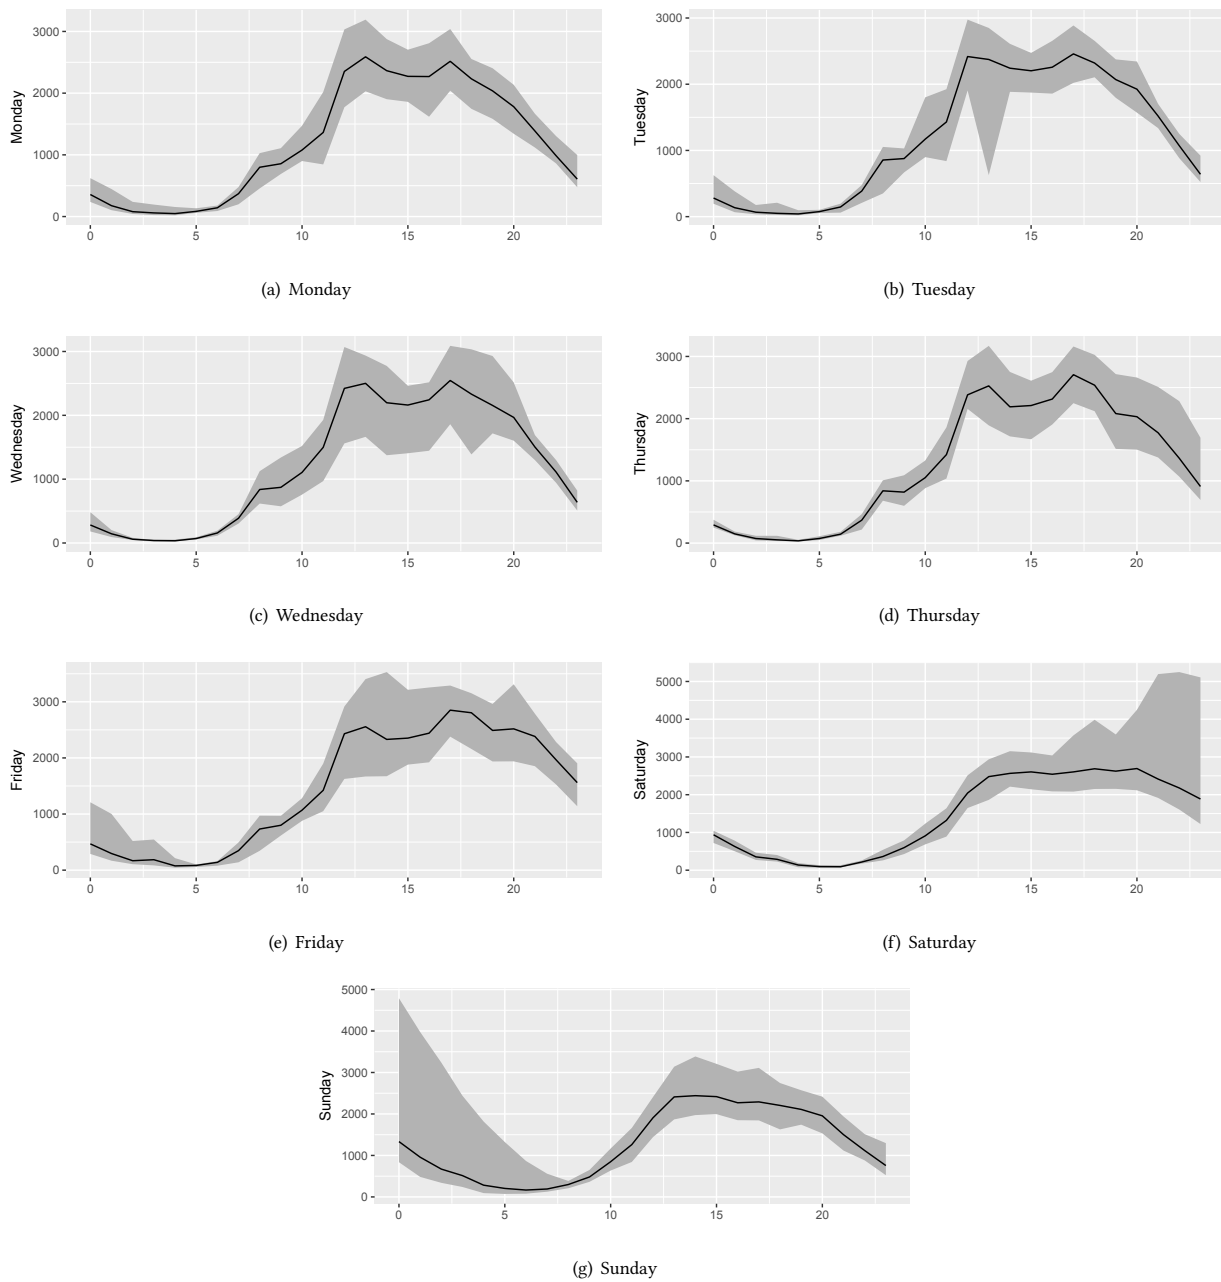 Monday
3000
2000
1000
0
0 5 10 15 20
(a) Monday
Tuesday
3000
2000
1000
0
0 5 10 15 20
(b) Tuesday
Wednesday
3000
2000
1000
0
0 5 10 15 20
(c) Wednesday
Thursday
3000
2000
1000
0
0 5 10 15 20
(d) Thursday
Friday
3000
2000
1000
0
0 5 10 15 20
(e) Friday
Saturday
5000
4000
3000
2000
1000
0
0 5 10 15 20
(f) Saturday
Sunday
5000
4000
3000
2000
1000
0
0 5 10 15 20
(g) Sunday